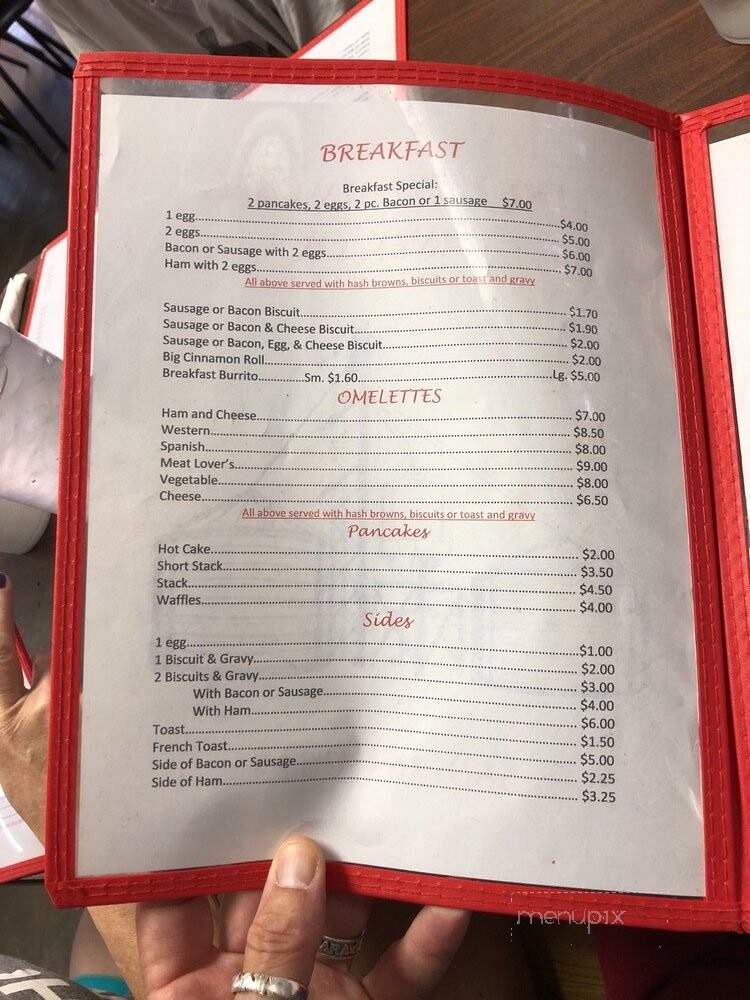 BREAKFAST
Breakfast Special:
2 pancakes, 2 eggs, 2 pc. Bacon or 1 sausage $7.00
1 egg $4.00
2 eggs $5.00
Bacon or Sausage with 2 eggs $6.00
Ham with 2 eggs $7.00
All above served with hash browns, biscuits or toast and gravy
Sausage or Bacon Biscuit $1.70
Sausage or Bacon & Cheese Biscuit $1.90
Sausage or Bacon, Egg, & Cheese Biscuit $2.00
Big Cinnamon Roll $2.00
Breakfast Burrito Sm. $1.60 Lg. $5.00
OMELETTES
Ham and Cheese $7.00
Western $8.50
Spanish $8.00
Meat Lover's $9.00
Vegetable $8.00
Cheese $6.50
All above served with hash browns, biscuits or toast and gravy
Pancakes
Hot Cake $2.00
Short Stack $3.50
Stack $4.50
Waffles $4.00
Sides
1 egg $1.00
1 Biscuit & Gravy $2.00
2 Biscuits & Gravy $3.00
With Bacon or Sausage $4.00
With Ham $6.00
Toast $1.50
French Toast $5.00
Side of Bacon or Sausage $2.25
Side of Ham $3.25
menupix